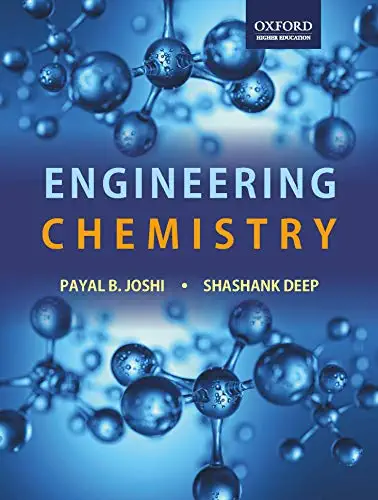 OXFORD
HIGHER EDUCATION
ENGINEERING
CHEMISTRY
PAYAL B. JOSHI • SHASHANK DEEP